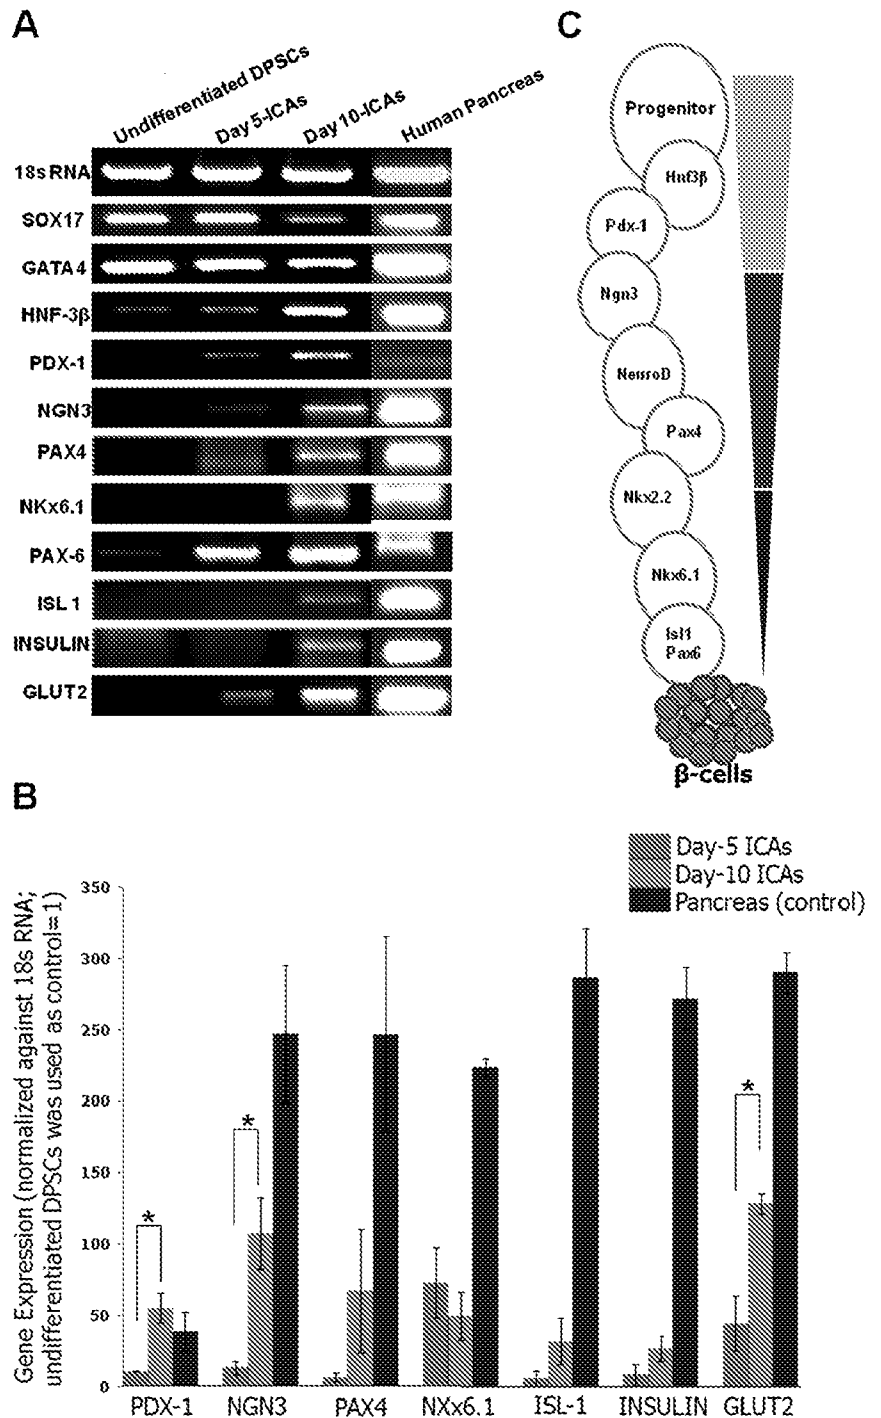 A
Undifferentiated DPSCs
Day 5-ICAs
Day 10-ICAs
Human Pancreas
18s RNA
SOX17
GATA 4
HNF-3β
PDX-1
NGN3
PAX4
NKx6.1
PAX-6
ISL 1
INSULIN
GLUT2
C
Progenitor
Hnf3β
Pdx-1
Ngn3
NeuroD
Pax4
Nkx2.2
Nkx6.1
Isl1
Pax6
β-cells
B
Day-5 ICAs
Day-10 ICAs
Pancreas (control)
Gene Expression (normalized against 18s RNA;
undifferentiated DPSCs was used as control=1)
350
300
250
200
150
100
50
0
*
*
*
PDX-1 NGN3 PAX4 NXx6.1 ISL-1 INSULIN GLUT2